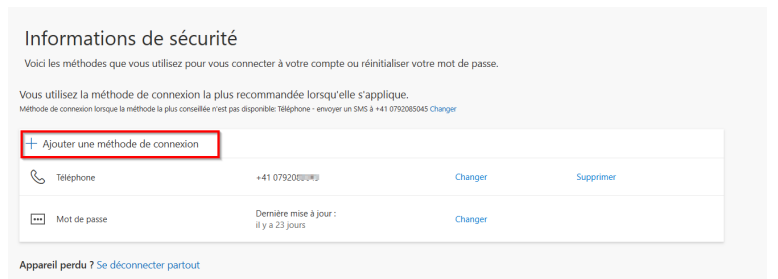 Informations de sécurité
Voici les méthodes que vous utilisez pour vous connecter à votre compte ou réinitialiser votre mot de passe.
Vous utilisez la méthode de connexion la plus recommandée lorsqu'elle s'applique.
Méthode de connexion lorsque la méthode la plus conseillée n'est pas disponible: Téléphone - envoyer un SMS à +41 0792085045 Changer
+ Ajouter une méthode de connexion
Téléphone +41 079208 Changer Supprimer
Mot de passe Dernière mise à jour : Changer
il y a 23 jours
Appareil perdu ? Se déconnecter partout